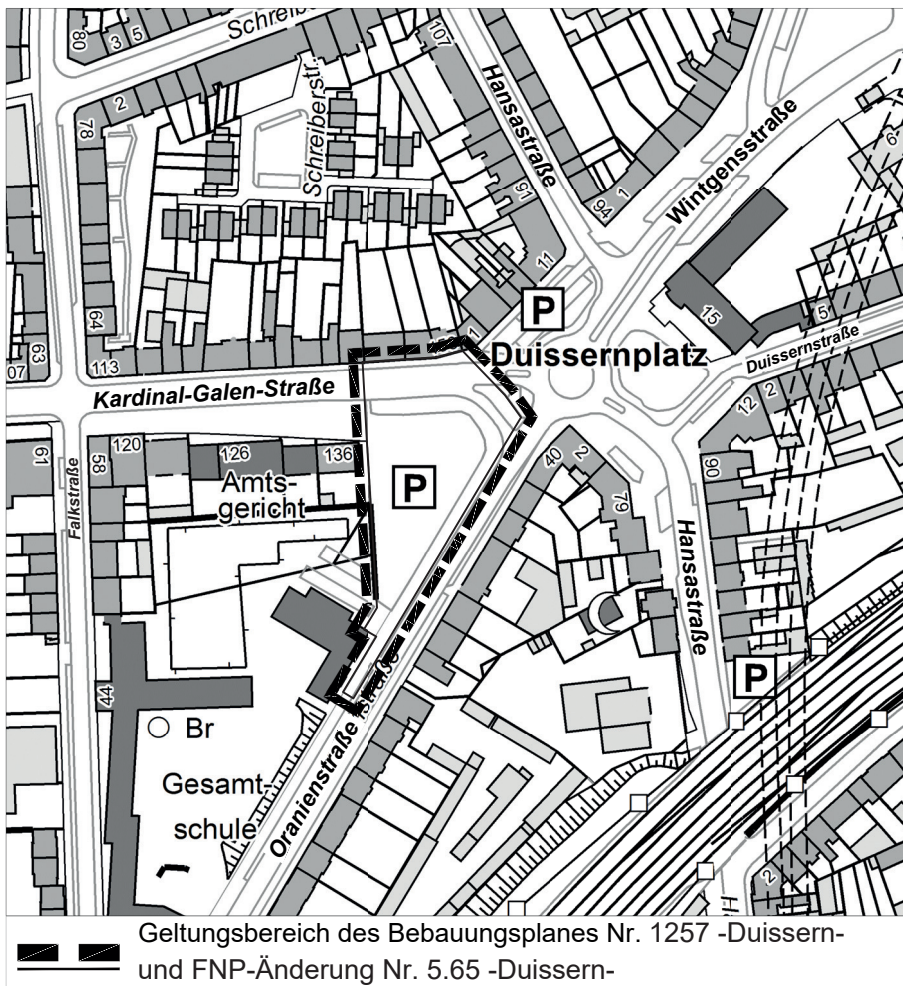 Schreiber
80
3
5
2
78
Schreiberstr.
107
Hansastraße
91
94
1
Wintgensstraße
6
11
P
15
5
64
63
07
113
1
Duissernplatz
Duissernstraße
Kardinal-Galen-Straße
12
2
61
120
58
126
136
Amts-
gericht
P
40
2
79
90
Falkstraße
Hansastraße
P
44
Br
Gesamt-
schule
Oranienstraße
2
Geltungsbereich des Bebauungsplanes Nr. 1257 -Duissern-
und FNP-Änderung Nr. 5.65 -Duissern-